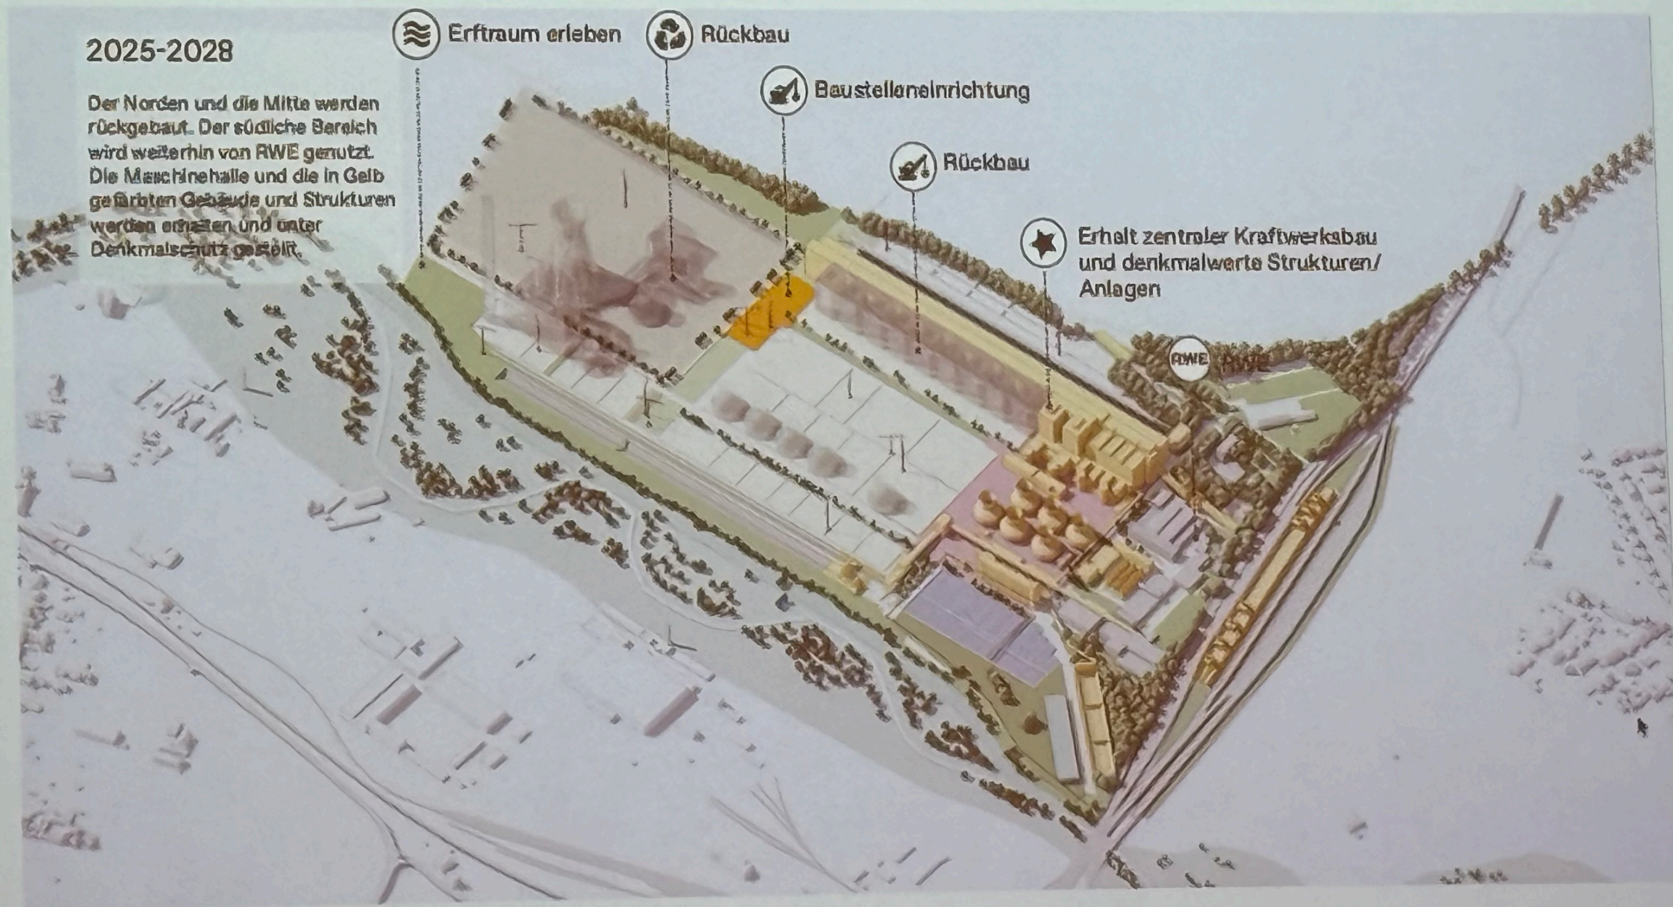 2025-2028
Der Norden und die Mitte werden
rückgebaut. Der südliche Bereich
wird weiterhin von RWE genutzt.
Die Maschinehalle und die in Gelb
gefärbten Gebäude und Strukturen
werden erhalten und unter
Denkmalschutz gestellt.
Erftraum erleben
Rückbau
Baustelleneinrichtung
Rückbau
Erhalt zentraler Kraftwerksbau
und denkmalwerte Strukturen/
Anlagen
RWE
RWE